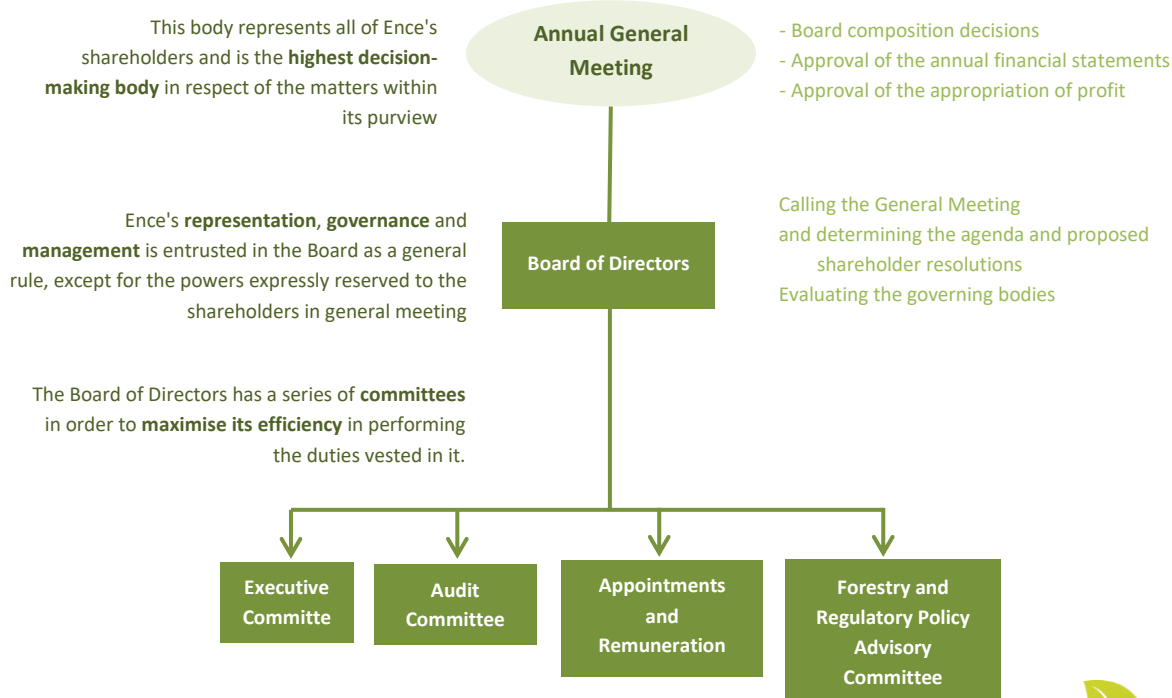 This body represents all of Ence's
shareholders and is the highest decision-
making body in respect of the matters within
its purview
Annual General
Meeting
- Board composition decisions
- Approval of the annual financial statements
- Approval of the appropriation of profit
Ence's representation, governance and
management is entrusted in the Board as a general
rule, except for the powers expressly reserved to the
shareholders in general meeting
Board of Directors
Calling the General Meeting
and determining the agenda and proposed
shareholder resolutions
Evaluating the governing bodies
The Board of Directors has a series of committees
in order to maximise its efficiency in performing
the duties vested in it.
Executive
Committe
Audit
Committee
Appointments
and
Remuneration
Forestry and
Regulatory Policy
Advisory
Committee